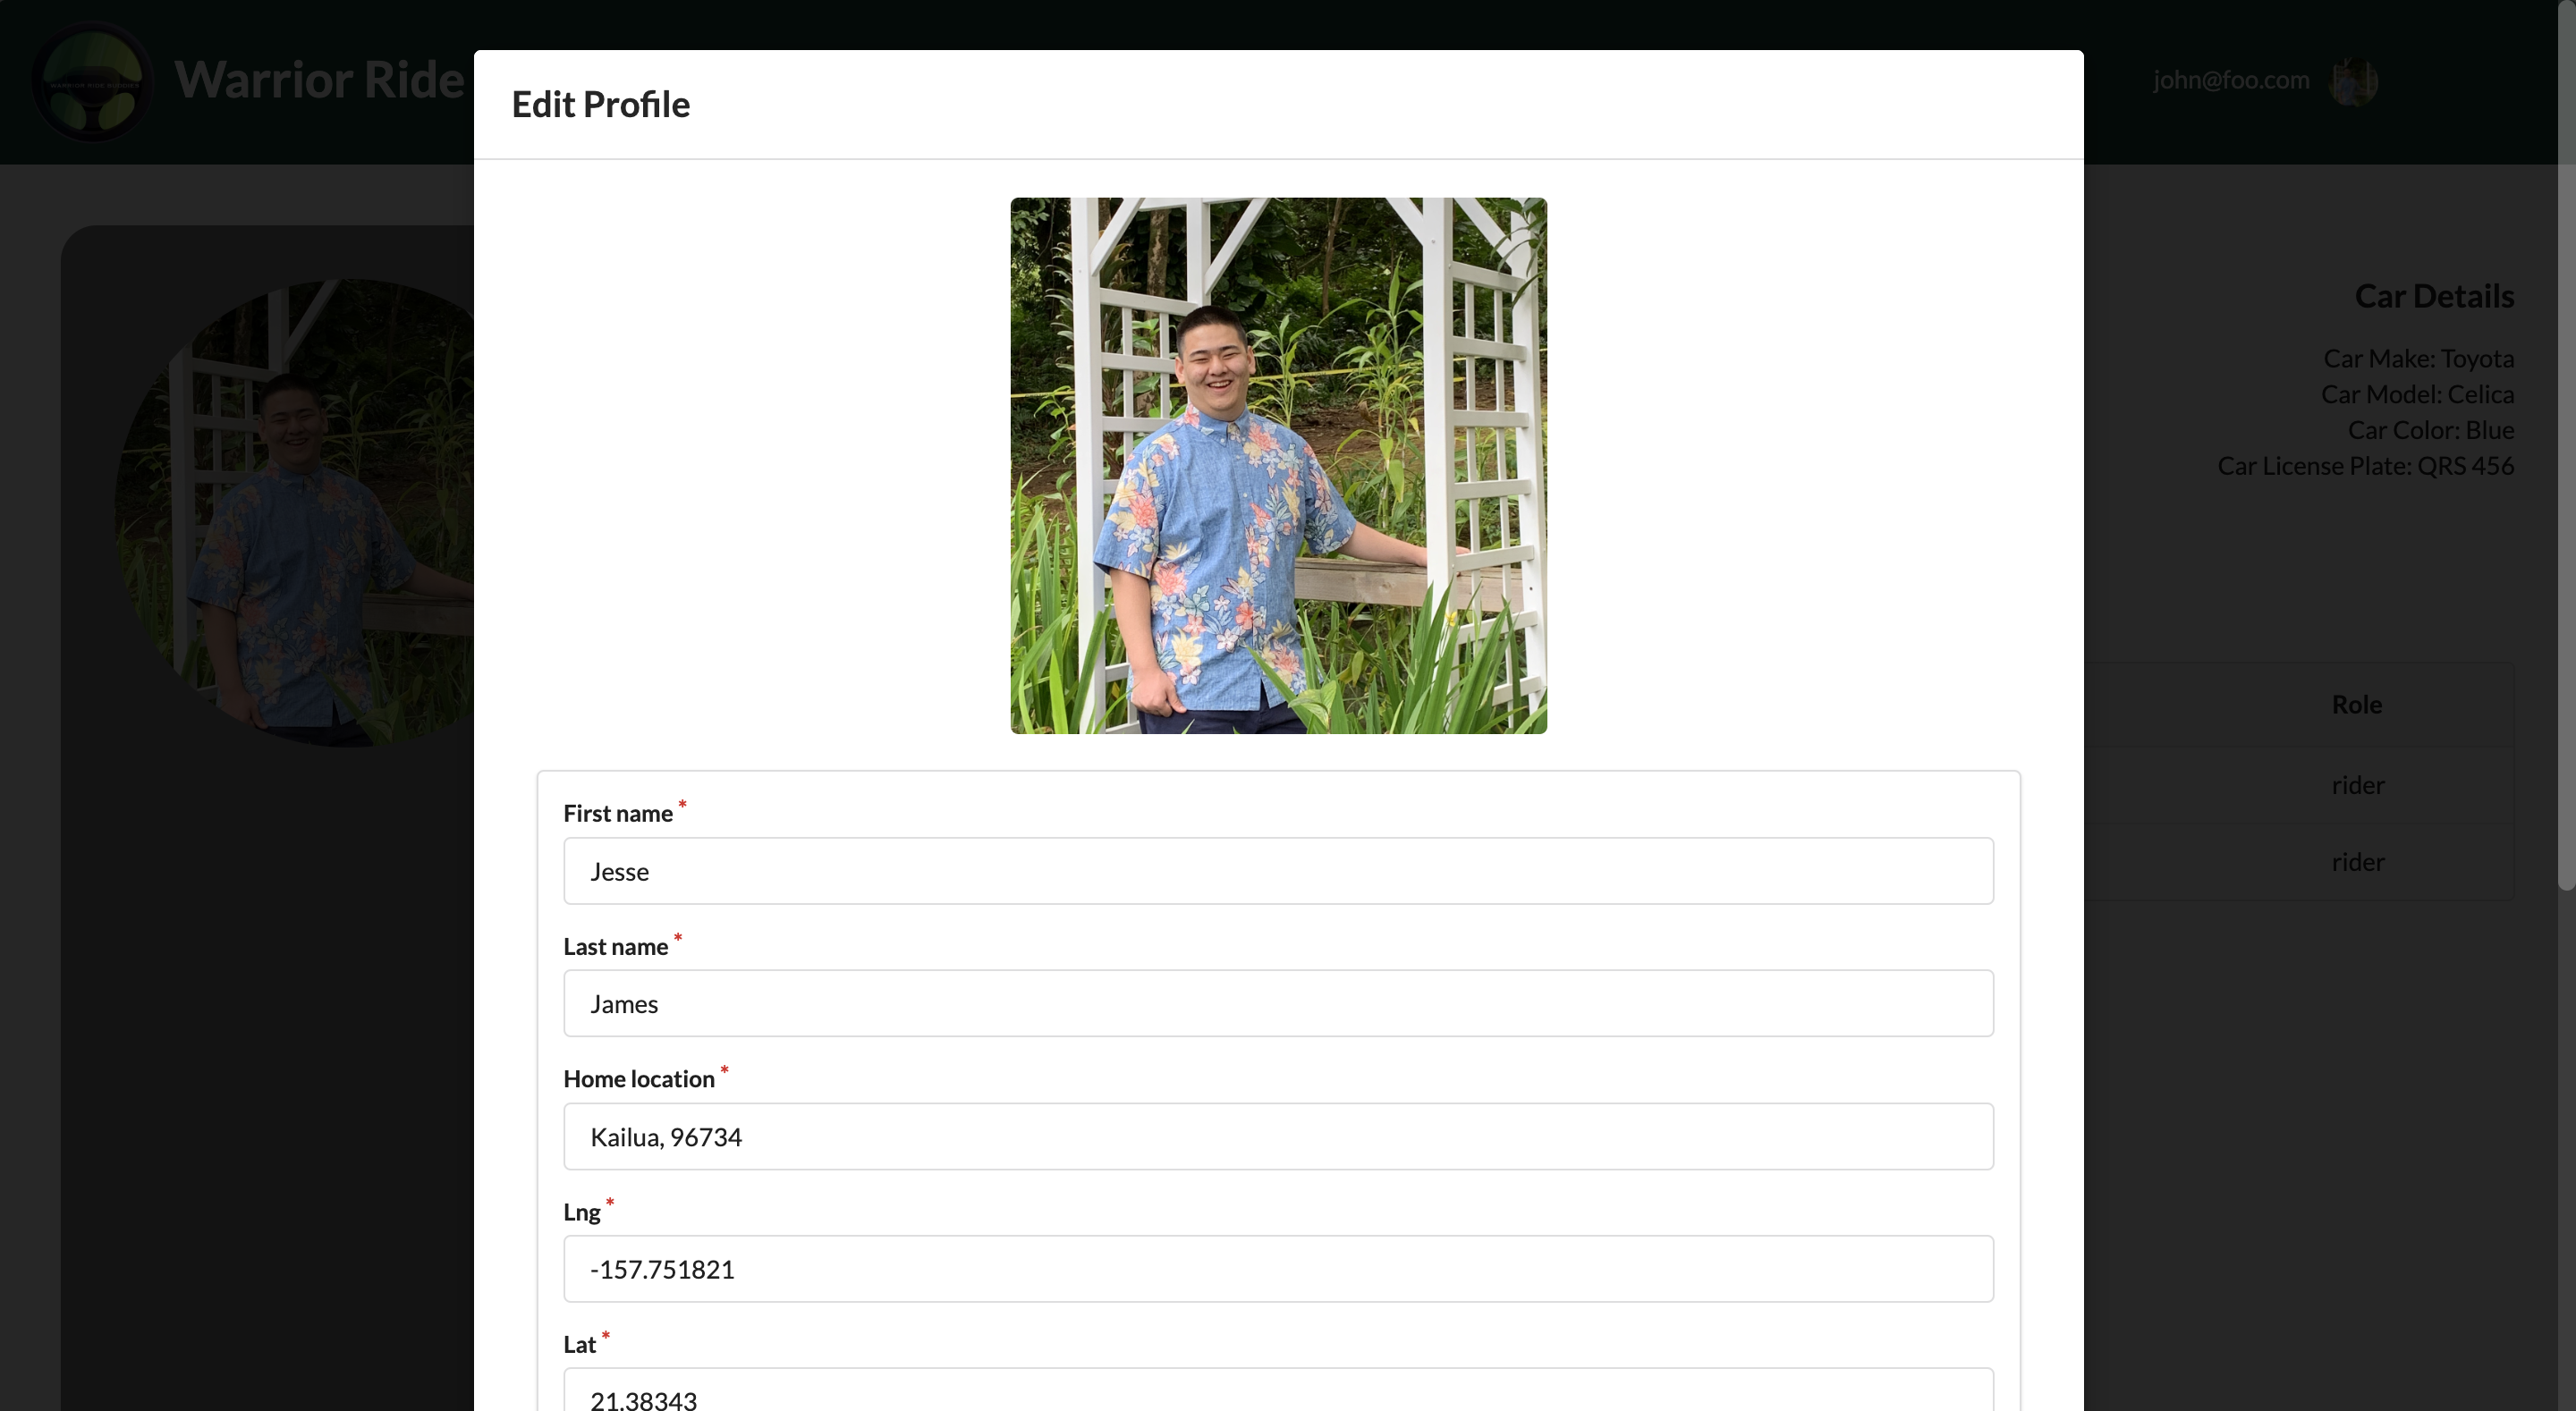 Warrior Ride
john@foo.com
Edit Profile
Car Details
Car Make: Toyota
Car Model: Celica
Car Color: Blue
Car License Plate: QRS 456
Role
rider
rider
First name *
Jesse
Last name *
James
Home location *
Kailua, 96734
Lng *
-157.751821
Lat *
21.38343